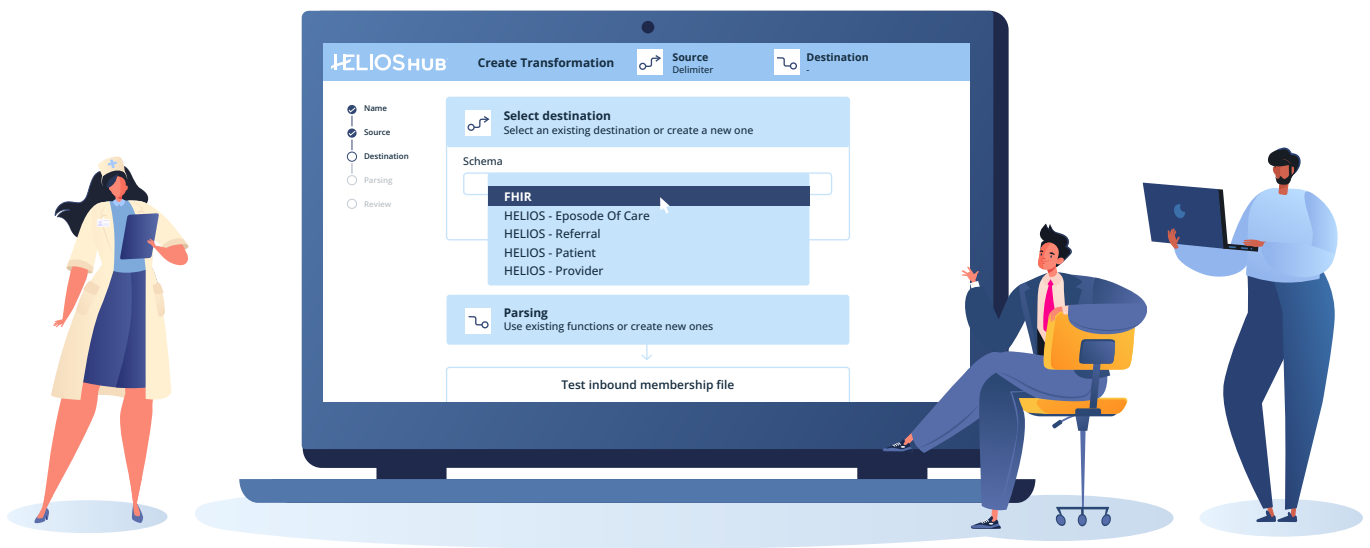 HELIOS HUB
Create Transformation
Source
Delimiter
Destination
-
Name
Source
Destination
Parsing
Review
Select destination
Select an existing destination or create a new one
Schema
FHIR
HELIOS - Eposode Of Care
HELIOS - Referral
HELIOS - Patient
HELIOS - Provider
Parsing
Use existing functions or create new ones
Test inbound membership file